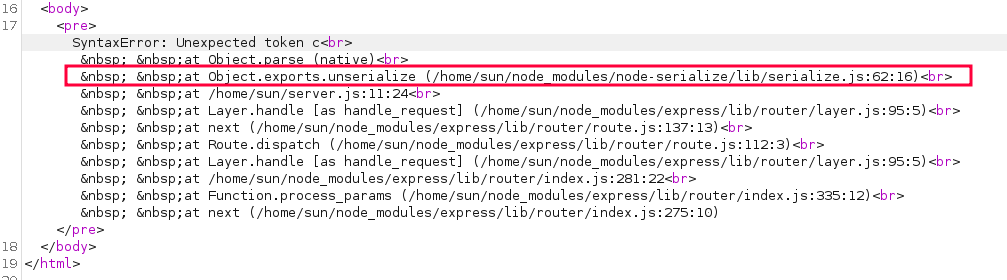 16 <body>
17 <pre>
SyntaxError: Unexpected token c<br>
&nbsp; &nbsp;at Object.parse (native)<br>
&nbsp; &nbsp;at Object.exports.unserialize (/home/sun/node_modules/node-serialize/lib/serialize.js:62:16)<br>
&nbsp; &nbsp;at /home/sun/server.js:11:24<br>
&nbsp; &nbsp;at Layer.handle [as handle_request] (/home/sun/node_modules/express/lib/router/layer.js:95:5)<br>
&nbsp; &nbsp;at next (/home/sun/node_modules/express/lib/router/route.js:137:13)<br>
&nbsp; &nbsp;at Route.dispatch (/home/sun/node_modules/express/lib/router/route.js:112:3)<br>
&nbsp; &nbsp;at Layer.handle [as handle_request] (/home/sun/node_modules/express/lib/router/layer.js:95:5)<br>
&nbsp; &nbsp;at /home/sun/node_modules/express/lib/router/index.js:281:22<br>
&nbsp; &nbsp;at Function.process_params (/home/sun/node_modules/express/lib/router/index.js:335:12)<br>
&nbsp; &nbsp;at next (/home/sun/node_modules/express/lib/router/index.js:275:10)
</pre>
18 </body>
19 </html>